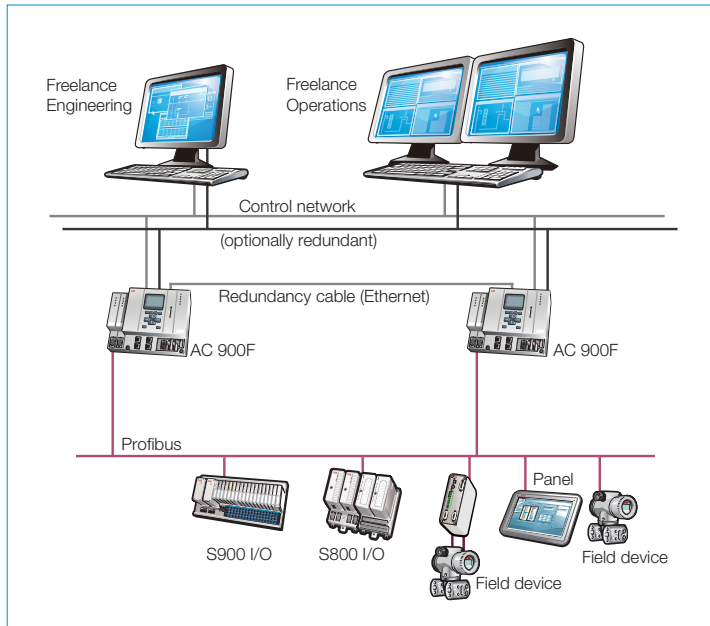 Freelance
Engineering
Freelance
Operations
Control network
(optionally redundant)
Redundancy cable (Ethernet)
AC 900F
AC 900F
Profibus
Panel
S900 I/O
S800 I/O
Field device
Field device